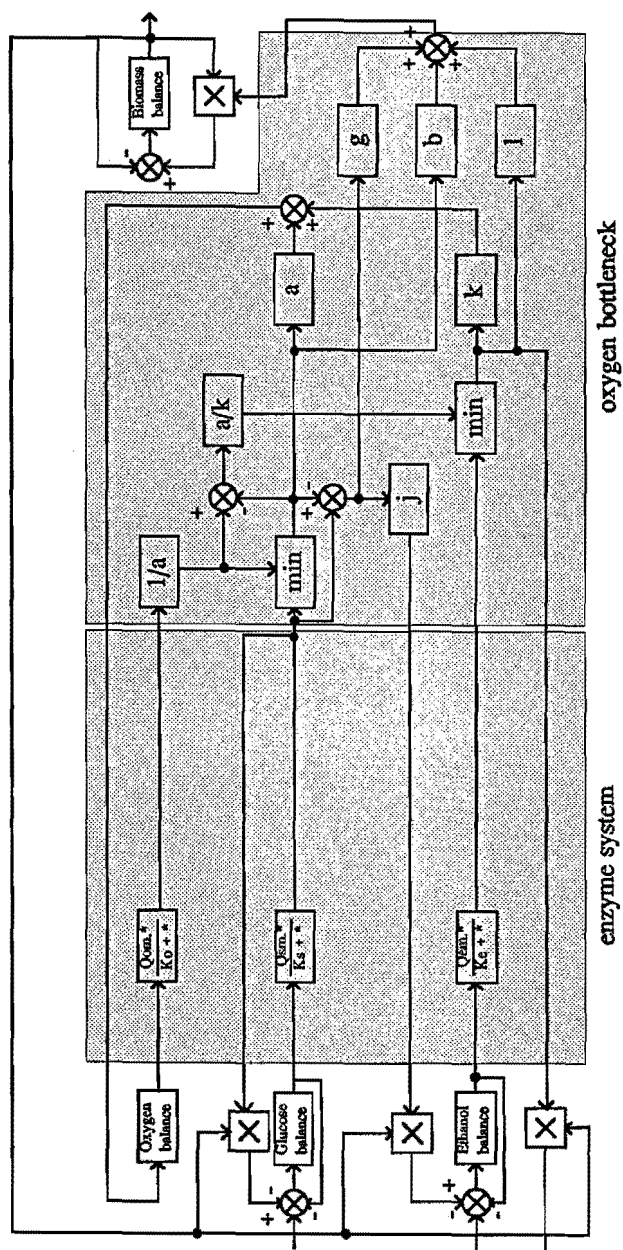 Oxygen
balance
Qom.*
Ko + *
1/a
a/k
Glucose
balance
Qsm.*
Ks + *
min
a
Ethanol
balance
Qem.*
Ke + *
j
min
k
g
b
l
Biomass
balance
+
-
+
-
+
-
-
+
-
-
+
-
+
+
+
+
+
-
+
enzyme system
oxygen bottleneck